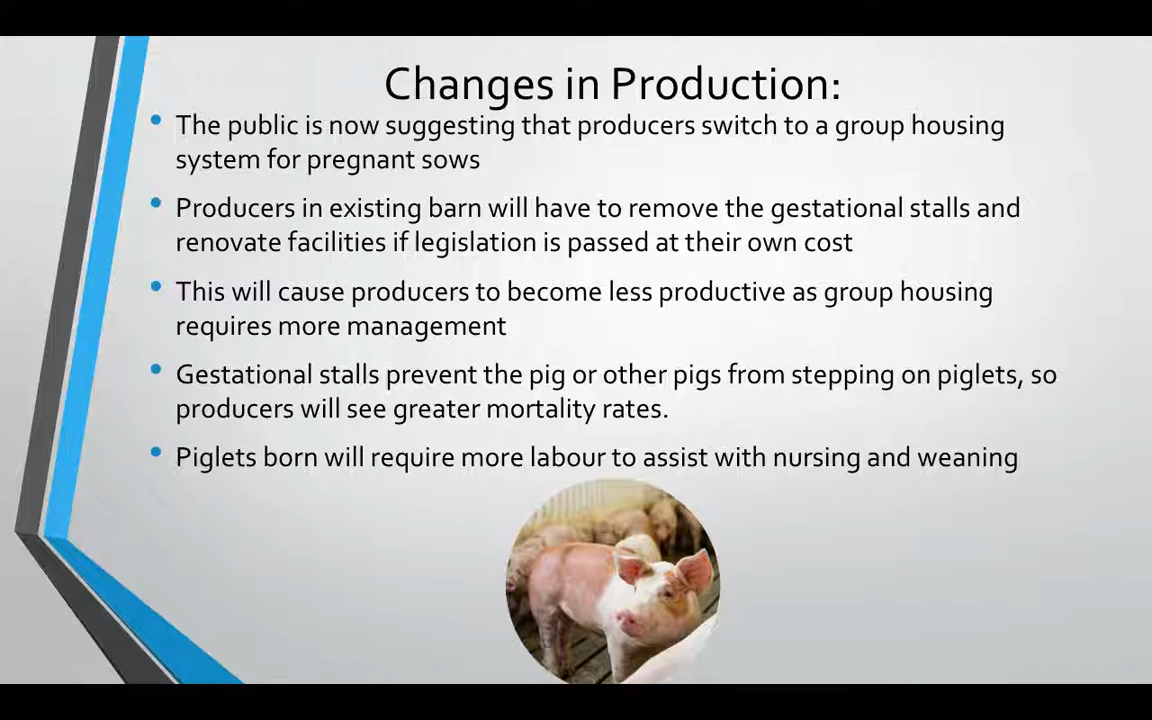 Changes in Production:
• The public is now suggesting that producers switch to a group housing
system for pregnant sows
• Producers in existing barn will have to remove the gestational stalls and
renovate facilities if legislation is passed at their own cost
• This will cause producers to become less productive as group housing
requires more management
• Gestational stalls prevent the pig or other pigs from stepping on piglets, so
producers will see greater mortality rates.
• Piglets born will require more labour to assist with nursing and weaning